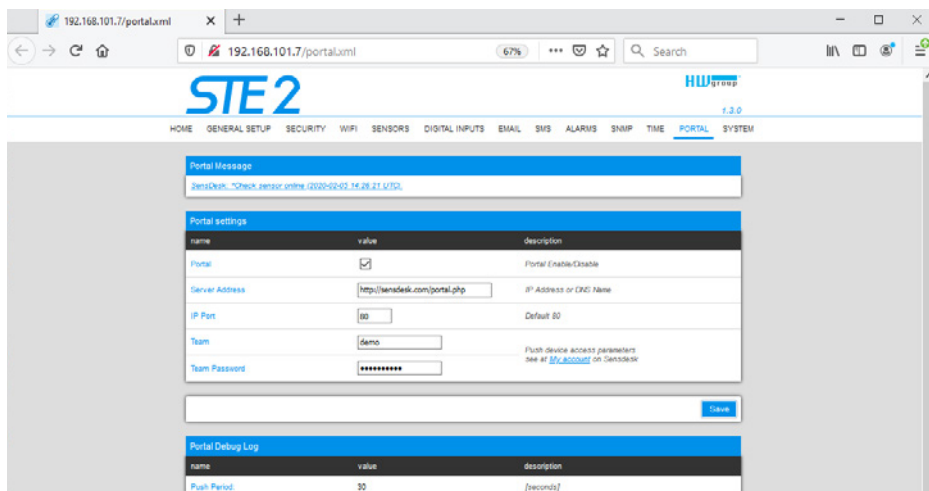 192.168.101.7/portal.xml
192.168.101.7/portal.xml 67% Search
STE2
HWgroup
1.3.0
HOME GENERAL SETUP SECURITY WIFI SENSORS DIGITAL INPUTS EMAIL SMS ALARMS SNMP TIME PORTAL SYSTEM
Portal Message
SensDesk: "Check sensor online (2020-02-03 14:26:21 UTC).
Portal settings
name value description
Portal Portal Enable/Disable
Server Address http://sensdesk.com/portal.php IP Address or DNS Name
IP Port 80 Default 80
Team demo
Push device access parameters
see at My account on Sensdesk
Team Password ••••••••••
Save
Portal Debug Log
name value description
Push Period: 30 [seconds]